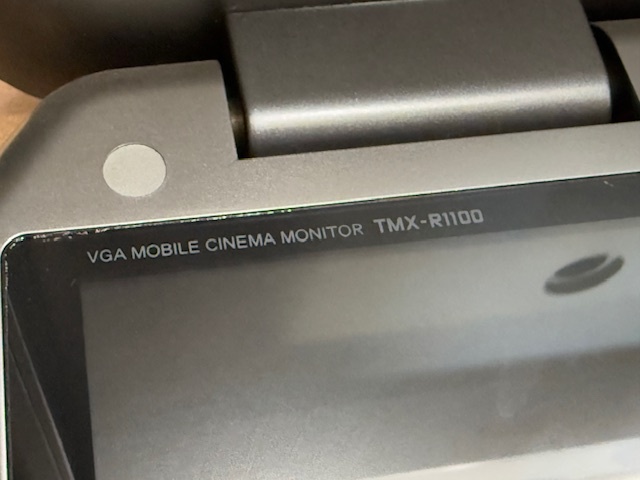 VGA MOBILE CINEMA MONITOR TMX-R1100